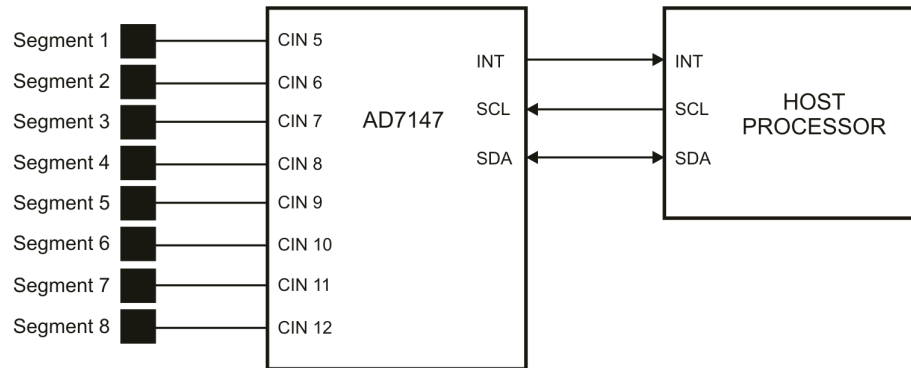 Segment 1
Segment 2
Segment 3
Segment 4
Segment 5
Segment 6
Segment 7
Segment 8
CIN 5
CIN 6
CIN 7
CIN 8
CIN 9
CIN 10
CIN 11
CIN 12
AD7147
INT
SCL
SDA
INT
SCL
SDA
HOST
PROCESSOR